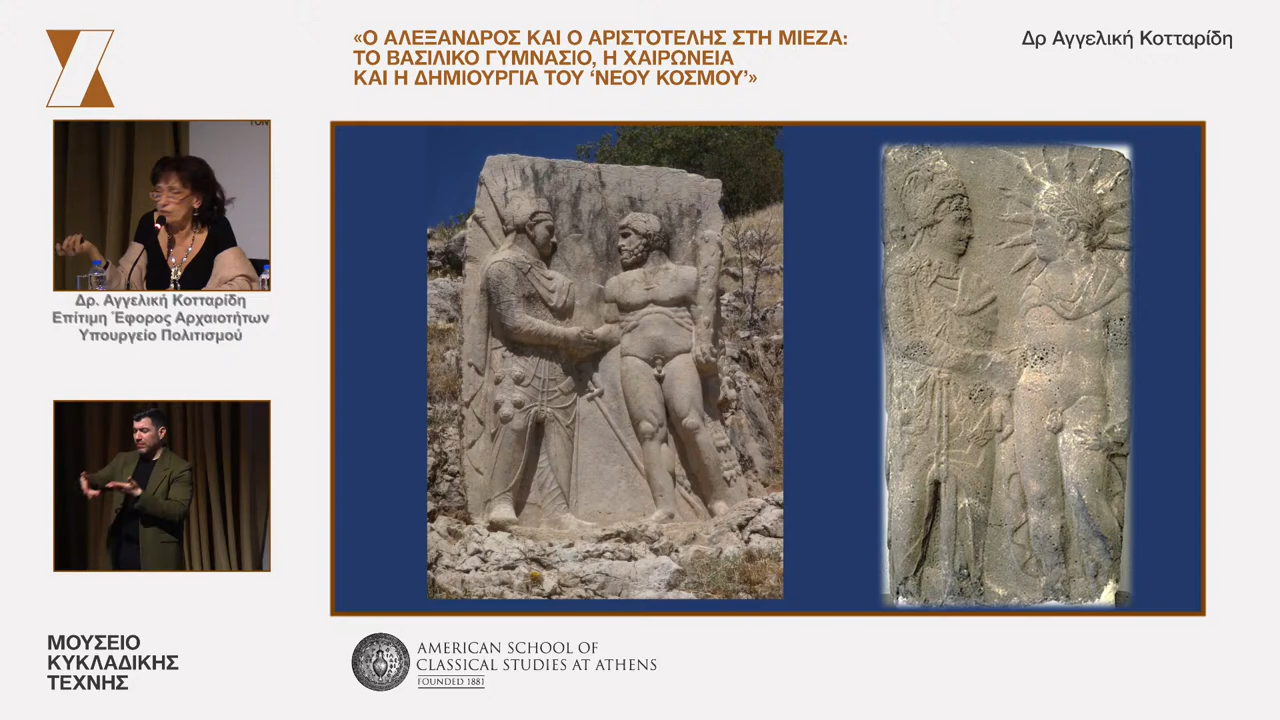 «Ο ΑΛΕΞΑΝΔΡΟΣ ΚΑΙ Ο ΑΡΙΣΤΟΤΕΛΗΣ ΣΤΗ ΜΙΕΖΑ:
ΤΟ ΒΑΣΙΛΙΚΟ ΓΥΜΝΑΣΙΟ, Η ΧΑΙΡΩΝΕΙΑ
ΚΑΙ Η ΔΗΜΙΟΥΡΓΙΑ ΤΟΥ ‘ΝΕΟΥ ΚΟΣΜΟΥ’»
Δρ Αγγελική Κοτταρίδη
ΤΩΝ
Δρ. Αγγελική Κοτταρίδη
Επίτιμη Έφορος Αρχαιοτήτων
Υπουργείο Πολιτισμού
ΜΟΥΣΕΙΟ
ΚΥΚΛΑΔΙΚΗΣ
ΤΕΧΝΗΣ
AMERICAN SCHOOL OF
CLASSICAL STUDIES AT ATHENS
FOUNDED 1881